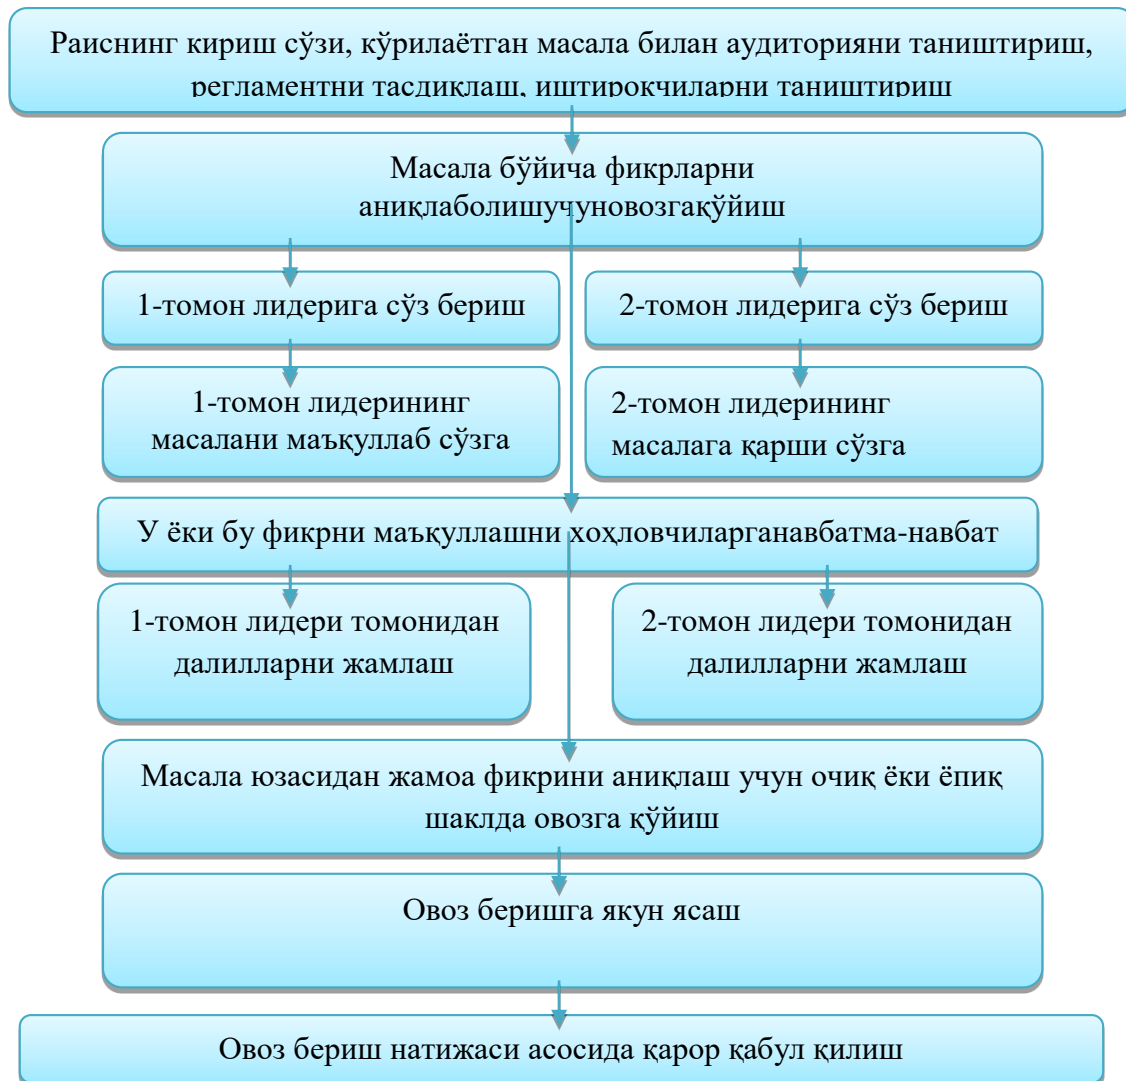 Раиснинг кириш сўзи, кўрилаётган масала билан аудиторияни таништириш,
регламентни тасдиқлаш, иштирокчиларни таништириш
Масала бўйича фикрларни
аниқлаболишучуновозгақўйиш
1-томон лидерига сўз бериш
2-томон лидерига сўз бериш
1-томон лидерининг
масалани маъқуллаб сўзга
2-томон лидерининг
масалага қарши сўзга
У ёки бу фикрни маъқуллашни хоҳловчиларганавбатма-навбат
1-томон лидери томонидан
далилларни жамлаш
2-томон лидери томонидан
далилларни жамлаш
Масала юзасидан жамоа фикрини аниқлаш учун очиқ ёки ёпиқ
шаклда овозга қўйиш
Овоз беришга якун ясаш
Овоз бериш натижаси асосида қарор қабул қилиш